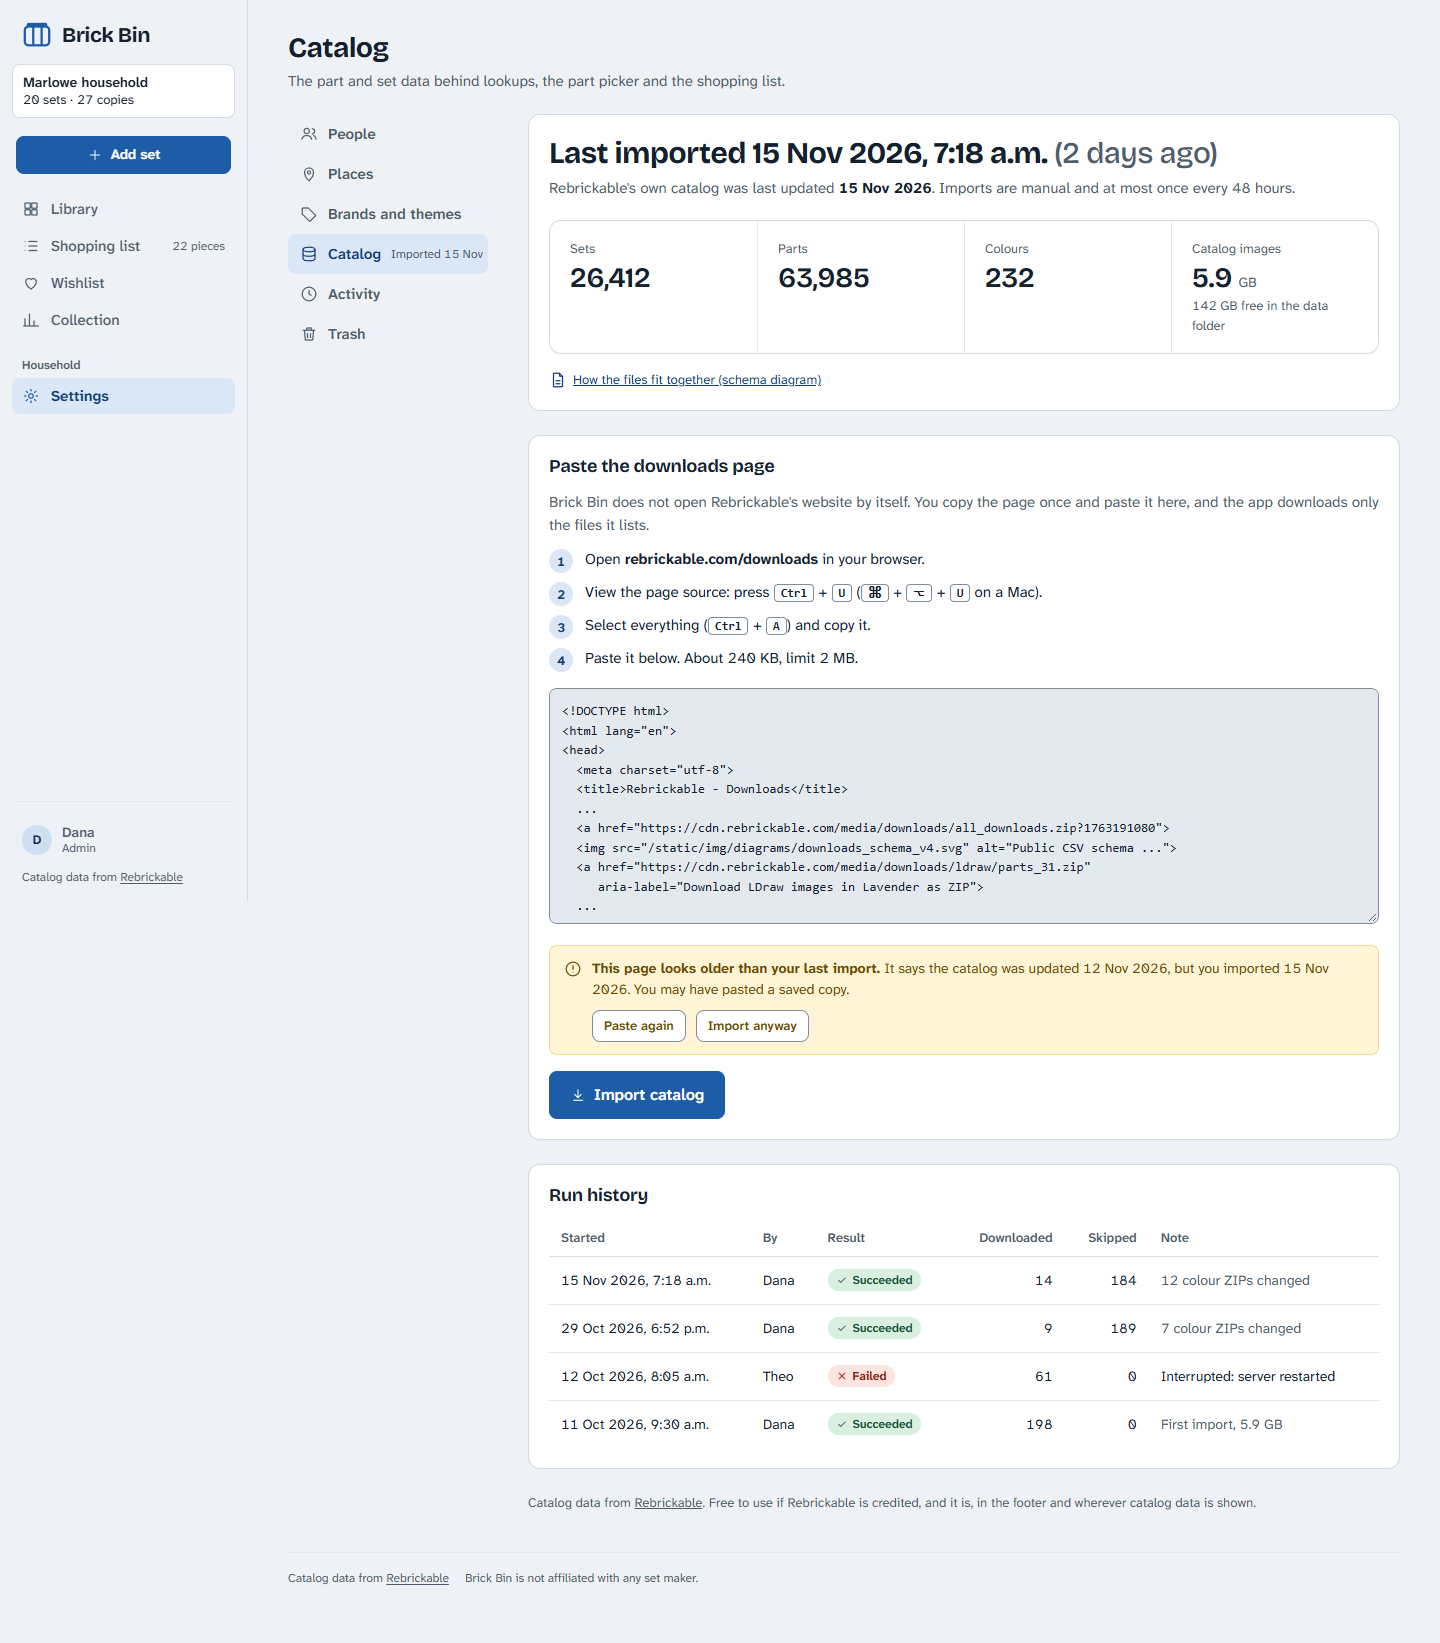 Brick Bin
Marlowe household
20 sets · 27 copies
Add set
Library
Shopping list 22 pieces
Wishlist
Collection
Household
Settings
Dana
D
Admin
Catalog data from Rebrickable
Catalog
The part and set data behind lookups, the part picker and the shopping list.
People
Places
Brands and themes
Catalog Imported 15 Nov
Activity
Trash
Last imported 15 Nov 2026, 7:18 a.m. (2 days ago)
Rebrickable's own catalog was last updated 15 Nov 2026. Imports are manual and at most once every 48 hours.
Sets
26,412
Parts
63,985
Colours
232
Catalog images
5.9 GB
142 GB free in the data
folder
How the files fit together (schema diagram)
Paste the downloads page
Brick Bin does not open Rebrickable's website by itself. You copy the page once and paste it here, and the app downloads only
the files it lists.
1 Open rebrickable.com/downloads in your browser.
2 View the page source: press Ctrl + U (⌘ + ⌥ + U on a Mac).
3 Select everything (Ctrl + A) and copy it.
4 Paste it below. About 240 KB, limit 2 MB.
<!DOCTYPE html>
<html lang="en">
<head>
<meta charset="utf-8">
<title>Rebrickable - Downloads</title>
...
<a href="https://cdn.rebrickable.com/media/downloads/all_downloads.zip?1763191080">
<img src="/static/img/diagrams/downloads_schema_v4.svg" alt="Public CSV schema ...">
<a href="https://cdn.rebrickable.com/media/downloads/ldraw/parts_31.zip"
aria-label="Download LDraw images in Lavender as ZIP">
...
This page looks older than your last import. It says the catalog was updated 12 Nov 2026, but you imported 15 Nov
2026. You may have pasted a saved copy.
Paste again
Import anyway
Import catalog
Run history
Started By Result Downloaded Skipped Note
15 Nov 2026, 7:18 a.m. Dana Succeeded 14 184 12 colour ZIPs changed
29 Oct 2026, 6:52 p.m. Dana Succeeded 9 189 7 colour ZIPs changed
12 Oct 2026, 8:05 a.m. Theo Failed 61 0 Interrupted: server restarted
11 Oct 2026, 9:30 a.m. Dana Succeeded 198 0 First import, 5.9 GB
Catalog data from Rebrickable. Free to use if Rebrickable is credited, and it is, in the footer and wherever catalog data is shown.
Catalog data from Rebrickable Brick Bin is not affiliated with any set maker.